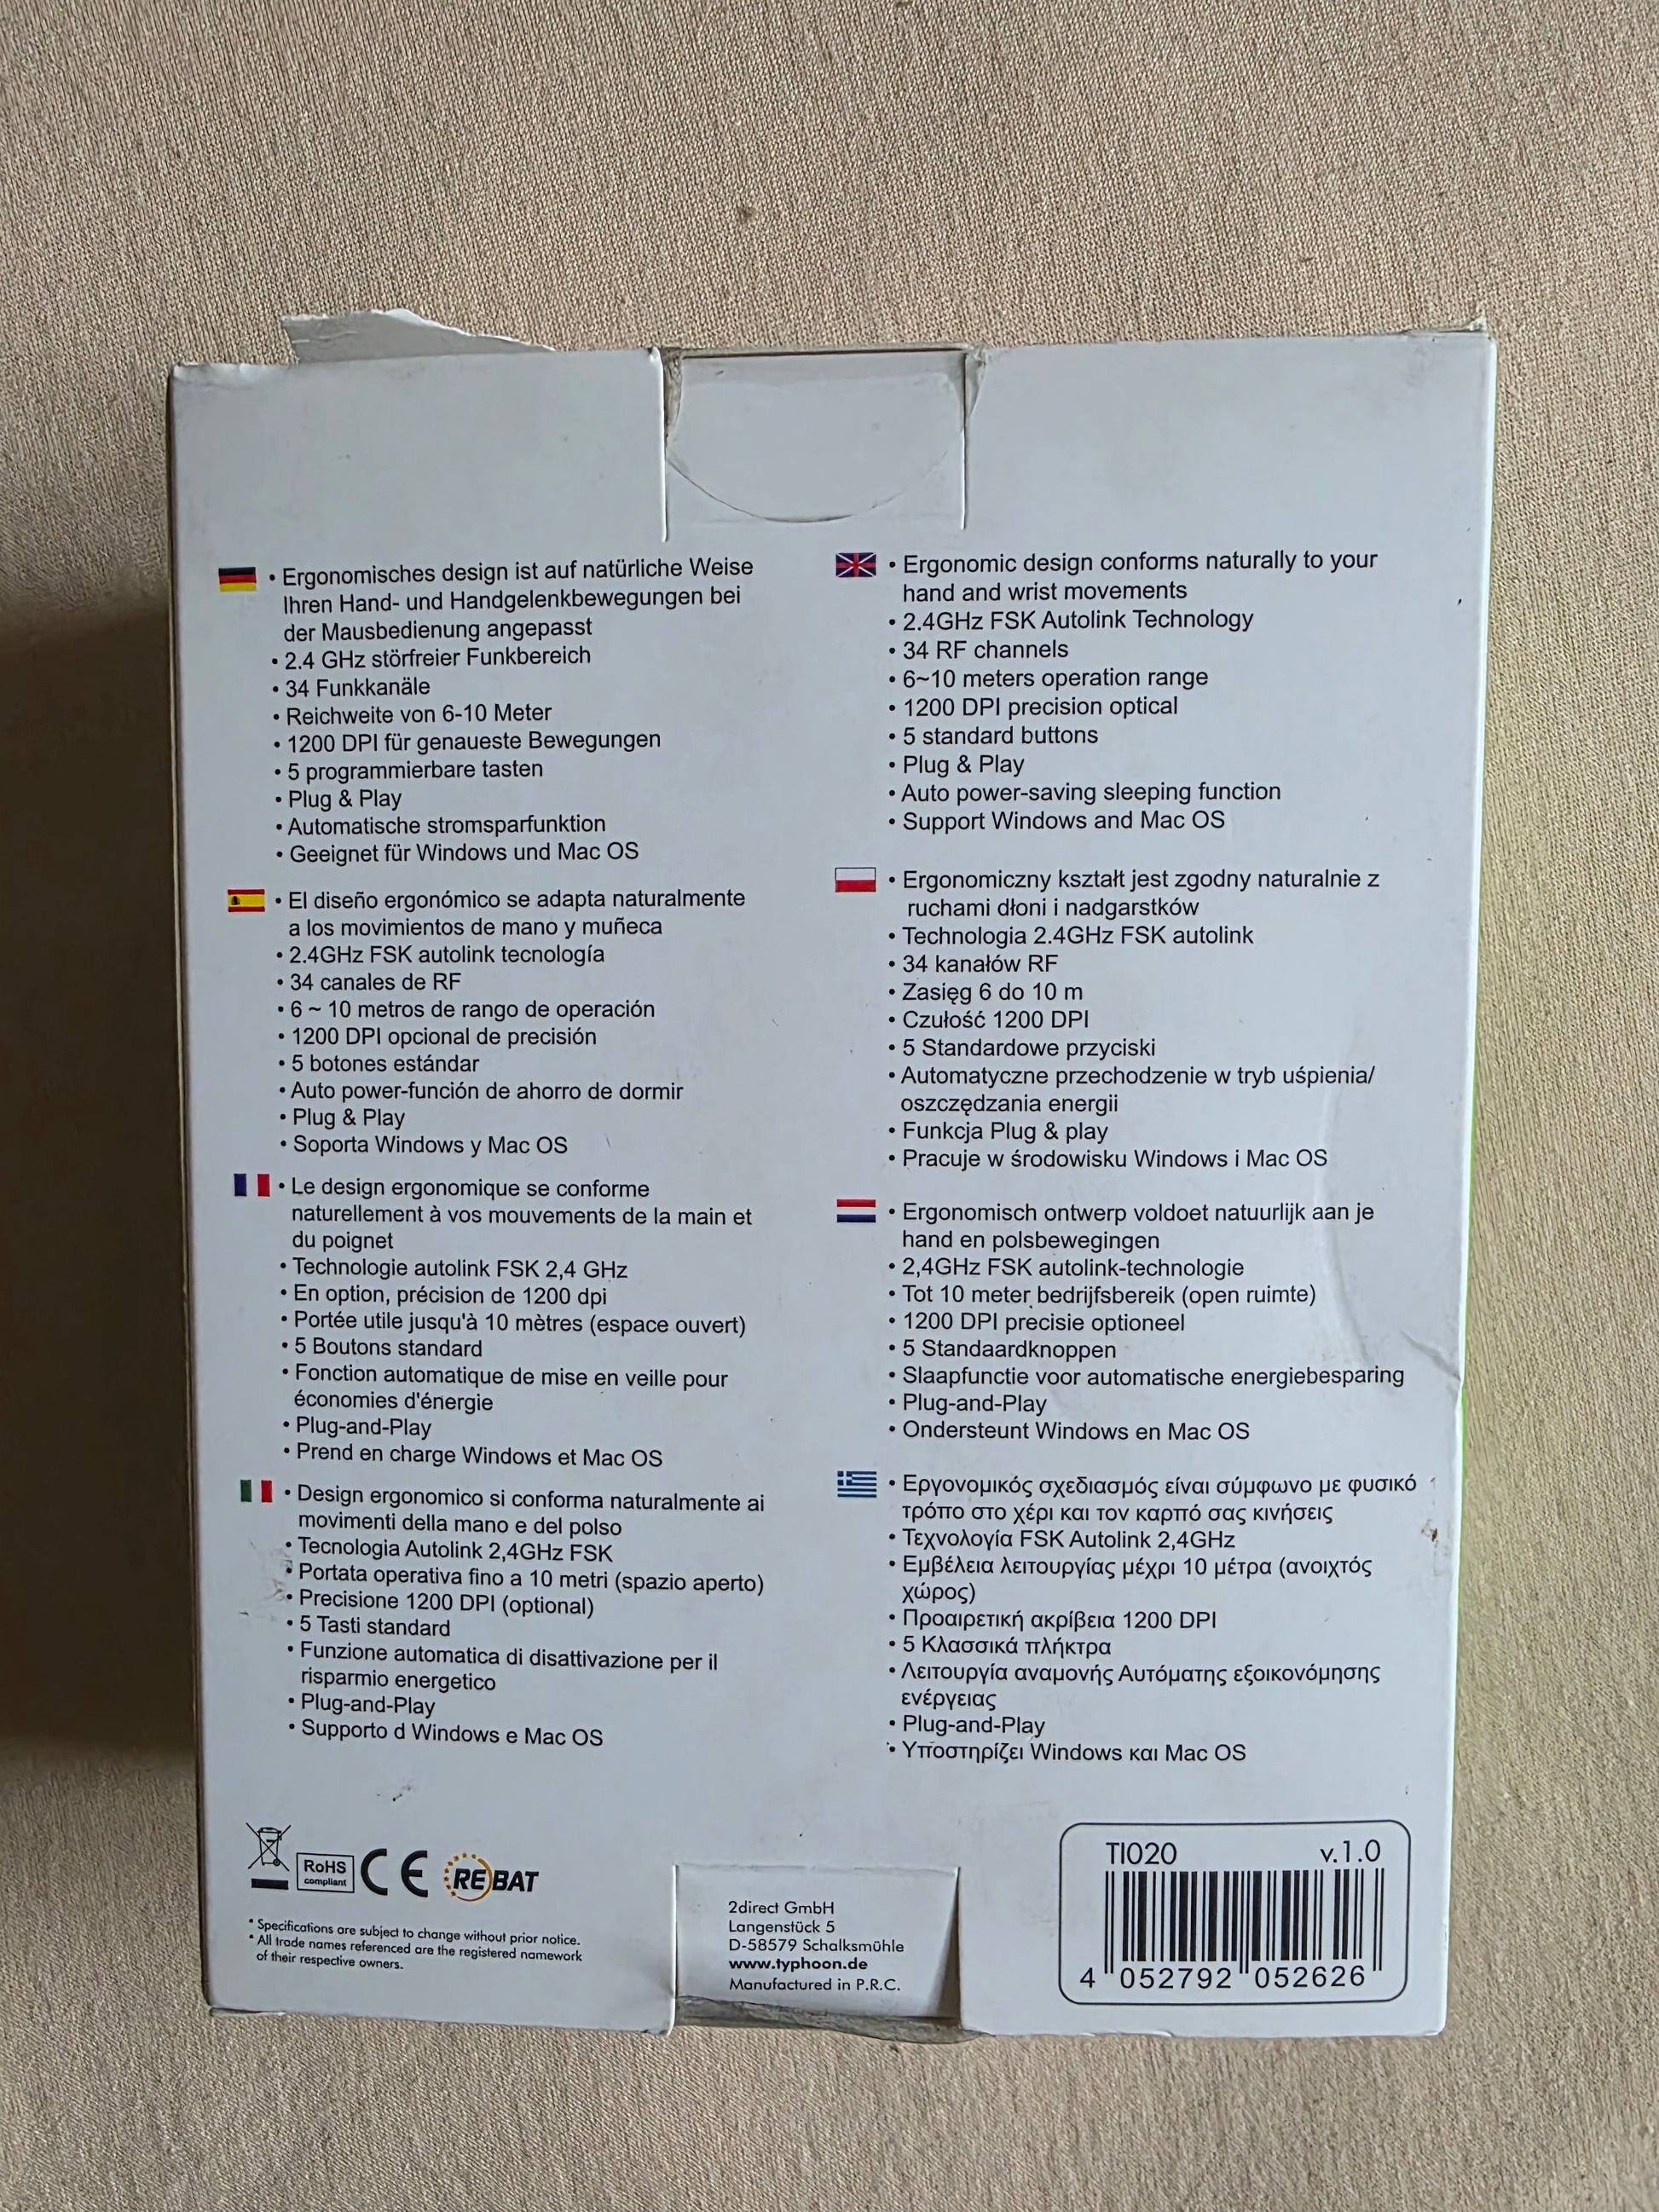 • Ergonomisches design ist auf natürliche Weise
Ihren Hand- und Handgelenkbewegungen bei
der Mausbedienung angepasst
• 2.4 GHz störfreier Funkbereich
• 34 Funkkanäle
• Reichweite von 6-10 Meter
• 1200 DPI für genaueste Bewegungen
• 5 programmierbare tasten
• Plug & Play
• Automatische stromsparfunktion
• Geeignet für Windows und Mac OS
• El diseño ergonómico se adapta naturalmente
a los movimientos de mano y muñeca
• 2.4GHz FSK autolink tecnología
• 34 canales de RF
• 6 ~ 10 metros de rango de operación
• 1200 DPI opcional de precisión
• 5 botones estándar
• Auto power-función de ahorro de dormir
• Plug & Play
• Soporta Windows y Mac OS
• Le design ergonomique se conforme
naturellement à vos mouvements de la main et
du poignet
• Technologie autolink FSK 2,4 GHz
• En option, précision de 1200 dpi
• Portée utile jusqu'à 10 mètres (espace ouvert)
• 5 Boutons standard
• Fonction automatique de mise en veille pour
économies d'énergie
• Plug-and-Play
• Prend en charge Windows et Mac OS
• Design ergonomico si conforma naturalmente ai
movimenti della mano e del polso
• Tecnologia Autolink 2,4GHz FSK
• Portata operativa fino a 10 metri (spazio aperto)
• Precisione 1200 DPI (optional)
• 5 Tasti standard
• Funzione automatica di disattivazione per il
risparmio energetico
• Plug-and-Play
• Supporto d Windows e Mac OS
• Ergonomic design conforms naturally to your
hand and wrist movements
• 2.4GHz FSK Autolink Technology
• 34 RF channels
• 6~10 meters operation range
• 1200 DPI precision optical
• 5 standard buttons
• Plug & Play
• Auto power-saving sleeping function
• Support Windows and Mac OS
• Ergonomiczny kształt jest zgodny naturalnie z
ruchami dłoni i nadgarstków
• Technologia 2.4GHz FSK autolink
• 34 kanałów RF
• Zasięg 6 do 10 m
• Czułość 1200 DPI
• 5 Standardowe przyciski
• Automatyczne przechodzenie w tryb uśpienia/
oszczędzania energii
• Funkcja Plug & play
• Pracuje w środowisku Windows i Mac OS
• Ergonomisch ontwerp voldoet natuurlijk aan je
hand en polsbewegingen
• 2,4GHz FSK autolink-technologie
• Tot 10 meter bedrijfsbereik (open ruimte)
• 1200 DPI precisie optioneel
• 5 Standaardknoppen
• Slaapfunctie voor automatische energiebesparing
• Plug-and-Play
• Ondersteunt Windows en Mac OS
• Εργονομικός σχεδιασμός είναι σύμφωνο με φυσικό
τρόπο στο χέρι και τον καρπό σας κινήσεις
• Τεχνολογία FSK Autolink 2,4GHz
• Εμβέλεια λειτουργίας μέχρι 10 μέτρα (ανοιχτός
χώρος)
• Προαιρετική ακρίβεια 1200 DPI
• 5 Κλασσικά πλήκτρα
• Λειτουργία αναμονής Αυτόματης εξοικονόμησης
ενέργειας
• Plug-and-Play
• Υποστηρίζει Windows και Mac OS
RoHS
compliant
CE
REBAT
* Specifications are subject to change without prior notice.
* All trade names referenced are the registered namework
of their respective owners.
2direct GmbH
Langenstück 5
D-58579 Schalksmühle
www.typhoon.de
Manufactured in P.R.C.
TI020 v.1.0
4 052792 052626